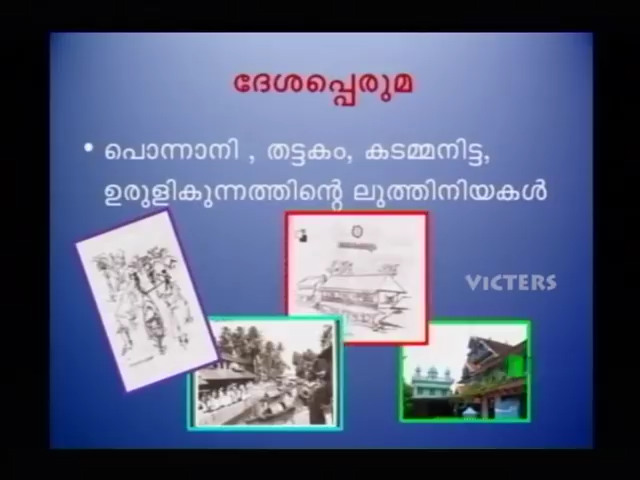 ദേശപ്പെരുമ
• പൊന്നാനി , തട്ടകം, കടമ്മനിട്ട,
ഉരുളികുന്നത്തിന്റെ ലുത്തിനിയകൾ
VICTERS